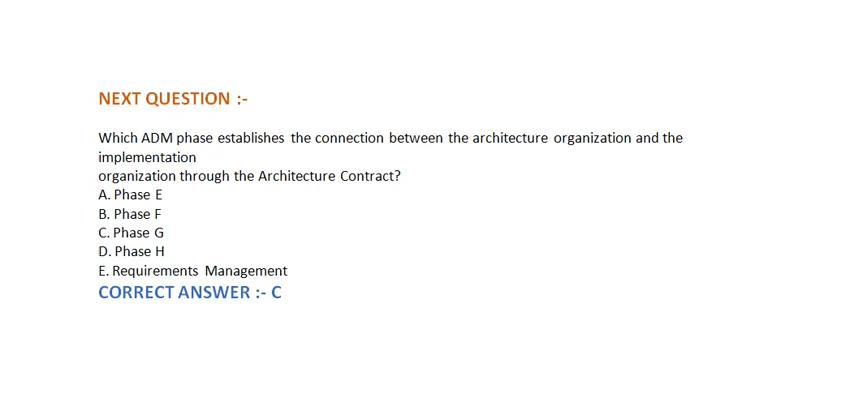 NEXT QUESTION :-
Which ADM phase establishes the connection between the architecture organization and the
implementation
organization through the Architecture Contract?
A. Phase E
B. Phase F
C. Phase G
D. Phase H
E. Requirements Management
CORRECT ANSWER :- C